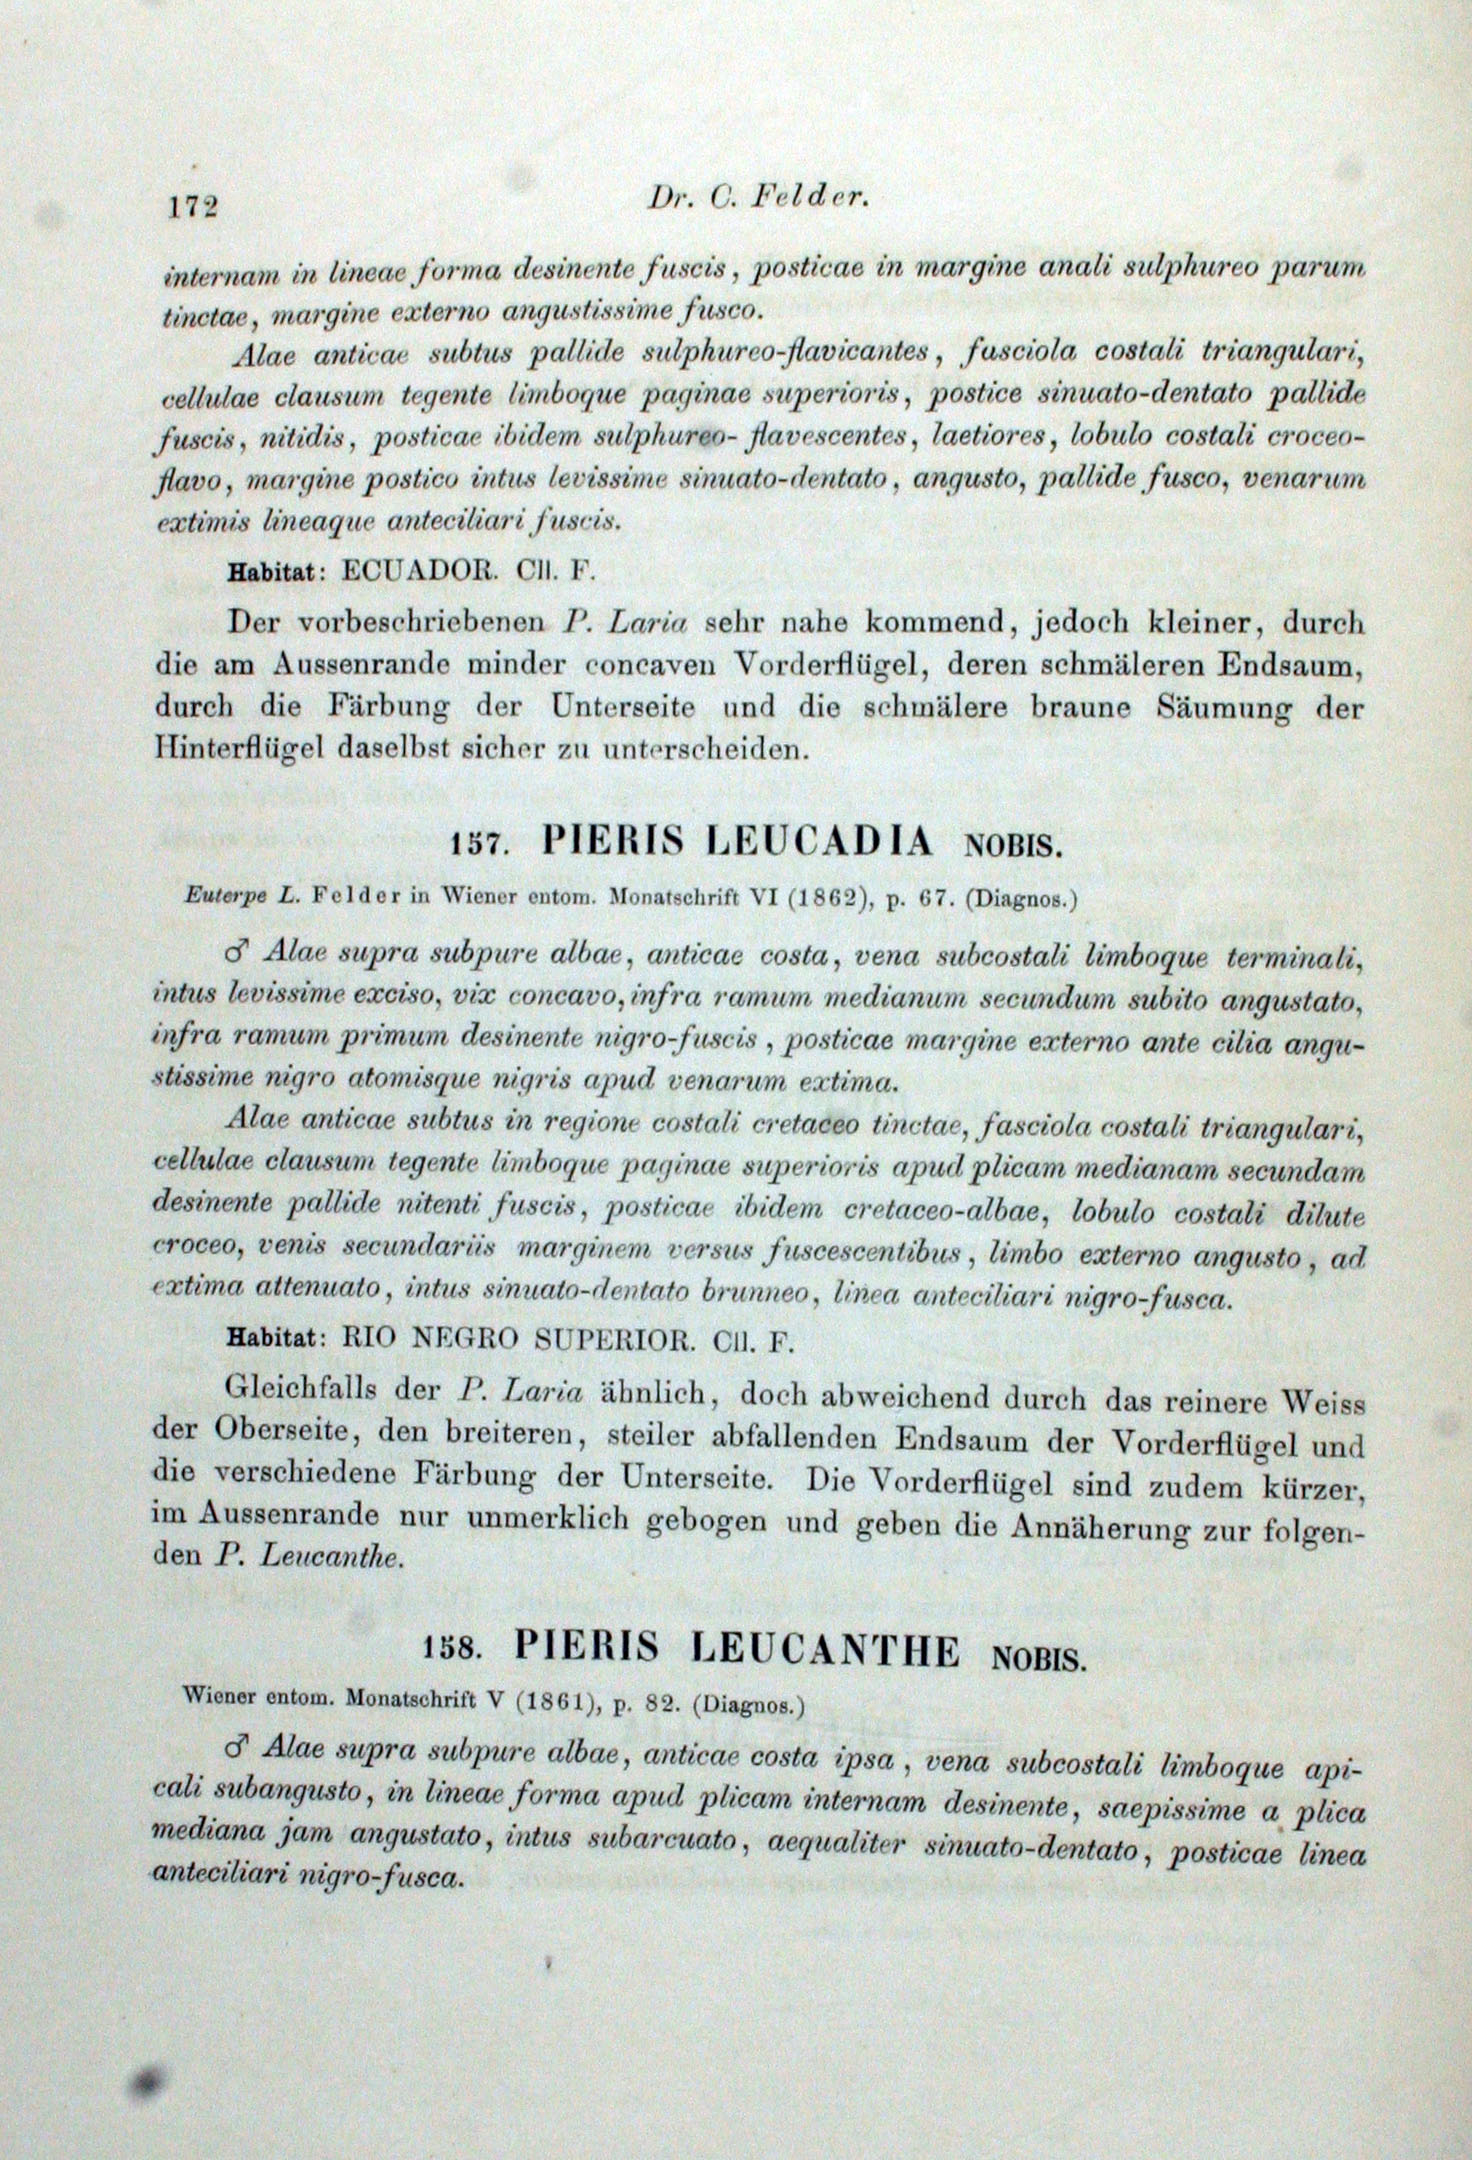 172
Dr. C. Felder.
internam in lineae forma desinente fuscis, posticae in margine anali sulphureo parum
tinctae, margine externo angustissime fusco.
Alae anticae subtus pallide sulphureo-flavicantes, fasciola costali triangulari,
cellulae clausum tegente limboque paginae superioris, postice sinuato-dentato pallide
fuscis, nitidis, posticae ibidem sulphureo-flavescentes, laetiores, lobulo costali croceo-
flavo, margine postico intus levissime sinuato-dentato, angusto, pallide fusco, venarum
extimis lineaque anteciliari fuscis.
Habitat: ECUADOR. Cll. F.
Der vorbeschriebenen P. Laria sehr nahe kommend, jedoch kleiner, durch
die am Aussenrande minder concaven Vorderflügel, deren schmäleren Endsaum,
durch die Färbung der Unterseite und die schmälere braune Säumung der
Hinterflügel daselbst sicher zu unterscheiden.
157. PIERIS LEUCADIA NOBIS.
Euterpe L. Felder in Wiener entom. Monatschrift VI (1862), p. 67. (Diagnos.)
♂ Alae supra subpure albae, anticae costa, vena subcostali limboque terminali,
intus levissime exciso, vix concavo, infra ramum medianum secundum subito angustato,
infra ramum primum desinente nigro-fuscis, posticae margine externo ante cilia angu-
stissime nigro atomisque nigris apud venarum extima.
Alae anticae subtus in regione costali cretaceo tinctae, fasciola costali triangulari,
cellulae clausum tegente limboque paginae superioris apud plicam medianam secundam
desinente pallide nitenti fuscis, posticae ibidem cretaceo-albae, lobulo costali dilute
croceo, venis secundariis marginem versus fuscescentibus, limbo externo angusto, ad
extima attenuato, intus sinuato-dentato brunneo, linea anteciliari nigro-fusca.
Habitat: RIO NEGRO SUPERIOR. Cll. F.
Gleichfalls der P. Laria ähnlich, doch abweichend durch das reinere Weiss
der Oberseite, den breiteren, steiler abfallenden Endsaum der Vorderflügel und
die verschiedene Färbung der Unterseite. Die Vorderflügel sind zudem kürzer,
im Aussenrande nur unmerklich gebogen und geben die Annäherung zur folgen-
den P. Leucanthe.
158. PIERIS LEUCANTHE NOBIS.
Wiener entom. Monatschrift V (1861), p. 82. (Diagnos.)
♂ Alae supra subpure albae, anticae costa ipsa, vena subcostali limboque api-
cali subangusto, in lineae forma apud plicam internam desinente, saepissime a plica
mediana jam angustato, intus subarcuato, aequaliter sinuato-dentato, posticae linea
anteciliari nigro-fusca.